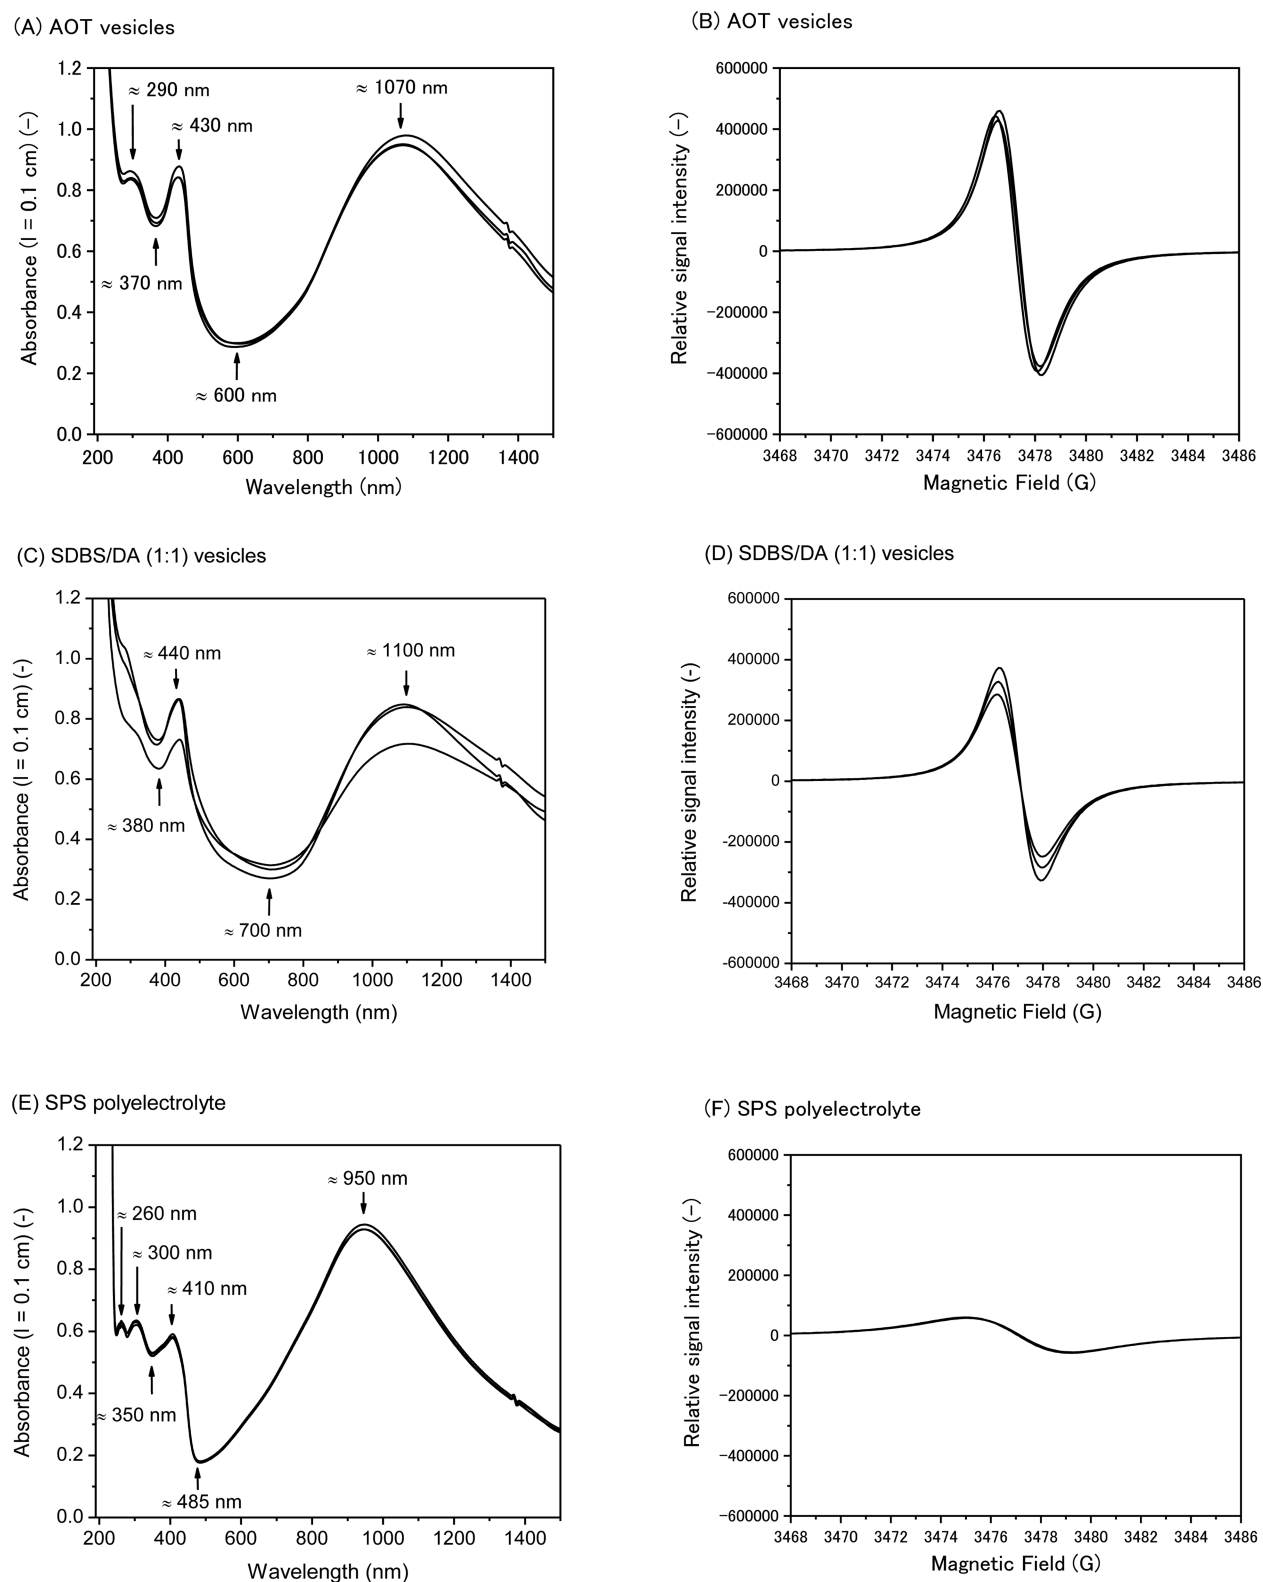 (A) AOT vesicles
(B) AOT vesicles
1.2
1.0
0.8
0.6
0.4
0.2
0.0
Absorbance (l = 0.1 cm) (−)
≈ 290 nm
≈ 430 nm
≈ 1070 nm
≈ 370 nm
≈ 600 nm
200 400 600 800 1000 1200 1400
Wavelength (nm)
600000
400000
200000
0
−200000
−400000
−600000
Relative signal intensity (−)
3468 3470 3472 3474 3476 3478 3480 3482 3484 3486
Magnetic Field (G)
(C) SDBS/DA (1:1) vesicles
(D) SDBS/DA (1:1) vesicles
1.2
1.0
0.8
0.6
0.4
0.2
0.0
Absorbance (l = 0.1 cm) (-)
≈ 440 nm
≈ 1100 nm
≈ 380 nm
≈ 700 nm
200 400 600 800 1000 1200 1400
Wavelength (nm)
600000
400000
200000
0
-200000
-400000
-600000
Relative signal intensity (-)
3468 3470 3472 3474 3476 3478 3480 3482 3484 3486
Magnetic Field (G)
(E) SPS polyelectrolyte
(F) SPS polyelectrolyte
1.2
1.0
0.8
0.6
0.4
0.2
0.0
Absorbance (l = 0.1 cm) (-)
≈ 950 nm
≈ 260 nm
≈ 300 nm
≈ 410 nm
≈ 350 nm
≈ 485 nm
200 400 600 800 1000 1200 1400
Wavelength (nm)
600000
400000
200000
0
−200000
−400000
−600000
Relative signal intensity (−)
3468 3470 3472 3474 3476 3478 3480 3482 3484 3486
Magnetic Field (G)